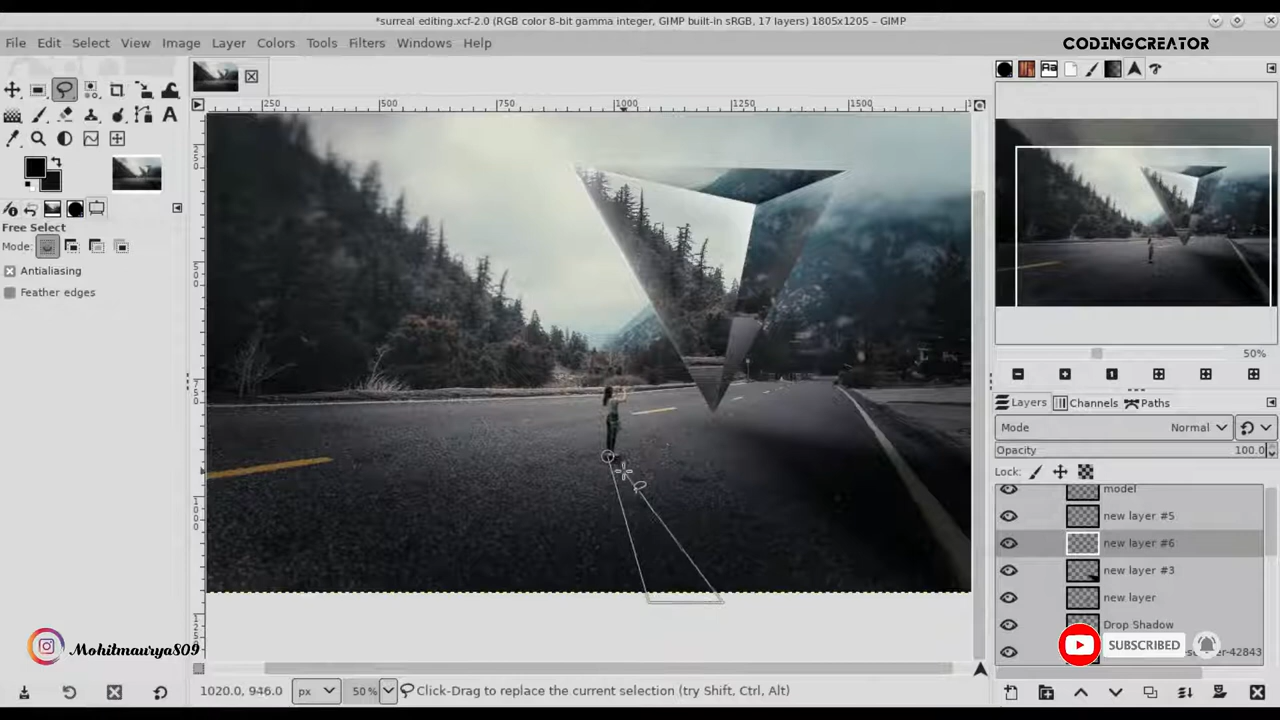 *surreal editing.xcf-2.0 (RGB color 8-bit gamma integer, GIMP built-in sRGB, 17 layers) 1805x1205 – GIMP
File Edit Select View Image Layer Colors Tools Filters Windows Help
CODINGCREATOR
250 500 750 1000 1250 1500
Free Select
Mode:
Antialiasing
Feather edges
50%
Layers Channels Paths
Mode Normal
Opacity 100.0
Lock:
model
new layer #5
new layer #6
new layer #3
new layer
Drop Shadow
SUBSCRIBED
-42843
Mohitmaurya809
1020.0, 946.0 px 50 % Click-Drag to replace the current selection (try Shift, Ctrl, Alt)